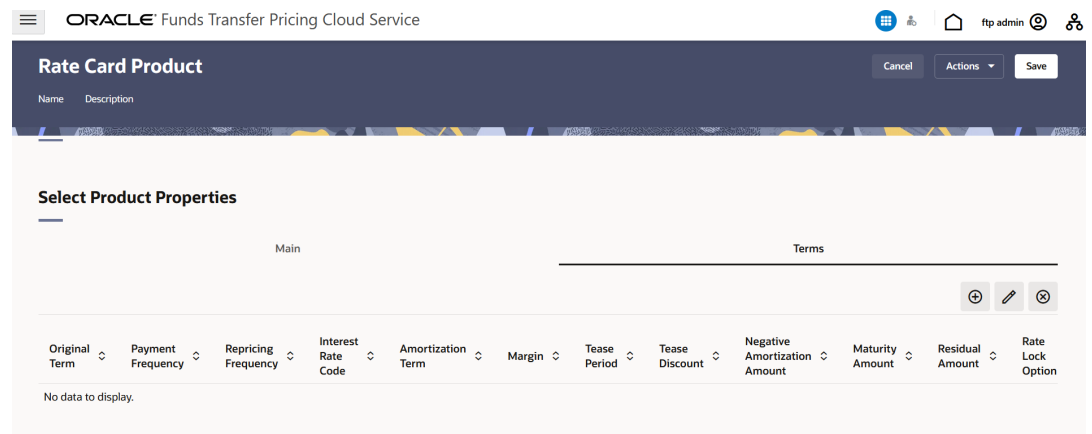 ORACLE® Funds Transfer Pricing Cloud Service
ftp admin
Rate Card Product
Cancel
Actions
Save
Name
Description
Select Product Properties
Main
Terms
Original Term
Payment Frequency
Repricing Frequency
Interest Rate Code
Amortization Term
Margin
Tease Period
Tease Discount
Negative Amortization Amount
Maturity Amount
Residual Amount
Rate Lock Option
No data to display.